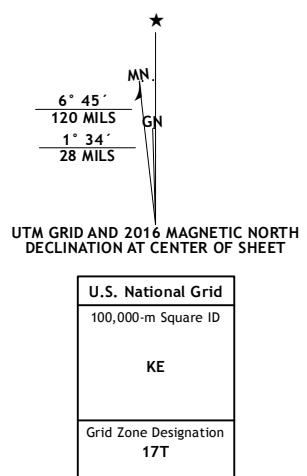 ★
MN
6° 45´
120 MILS
GN
1° 34´
28 MILS
UTM GRID AND 2016 MAGNETIC NORTH
DECLINATION AT CENTER OF SHEET
U.S. National Grid
100,000-m Square ID
KE
Grid Zone Designation
17T